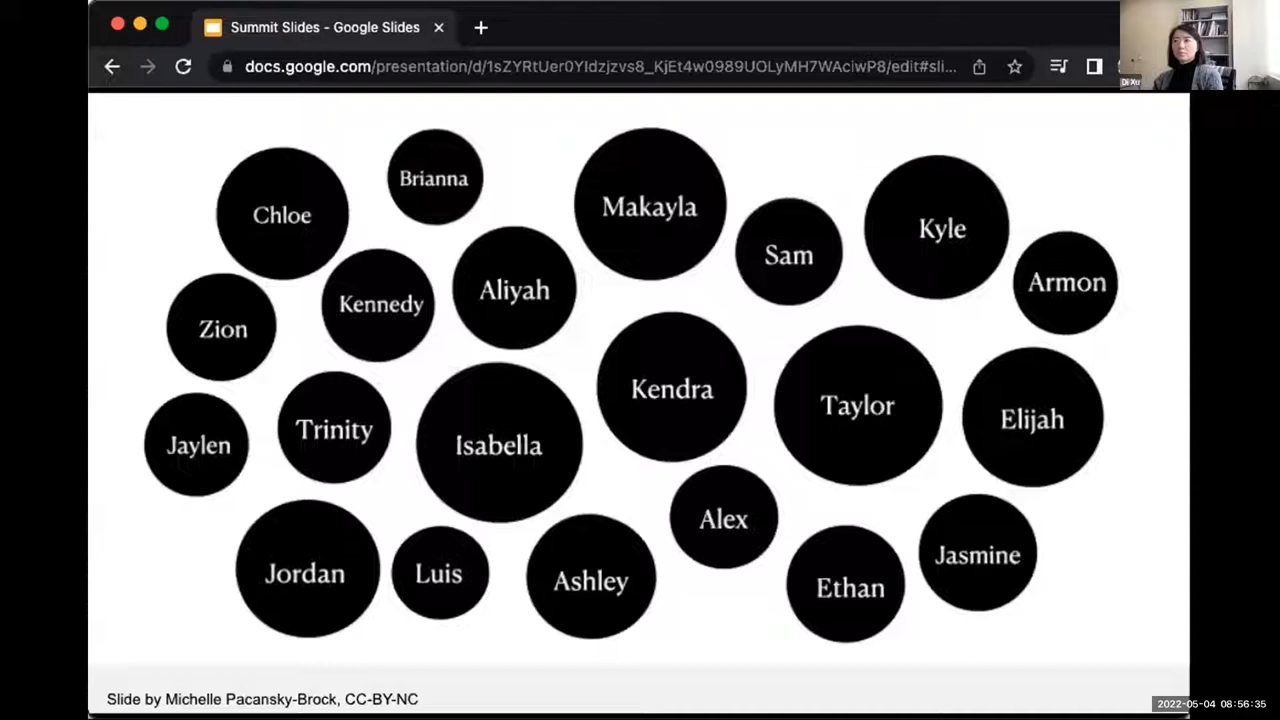 Summit Slides - Google Slides
docs.google.com/presentation/d/1sZYRtUer0YIdzjzvs8_KjEt4w0989UOLyMH7WAciwP8/edit#sli...
Di Xu
Brianna
Makayla
Chloe
Kyle
Sam
Armon
Aliyah
Kennedy
Zion
Kendra
Taylor
Elijah
Trinity
Jaylen
Isabella
Alex
Jasmine
Jordan
Luis
Ashley
Ethan
Slide by Michelle Pacansky-Brock, CC-BY-NC
2022-05-04 08:56:35